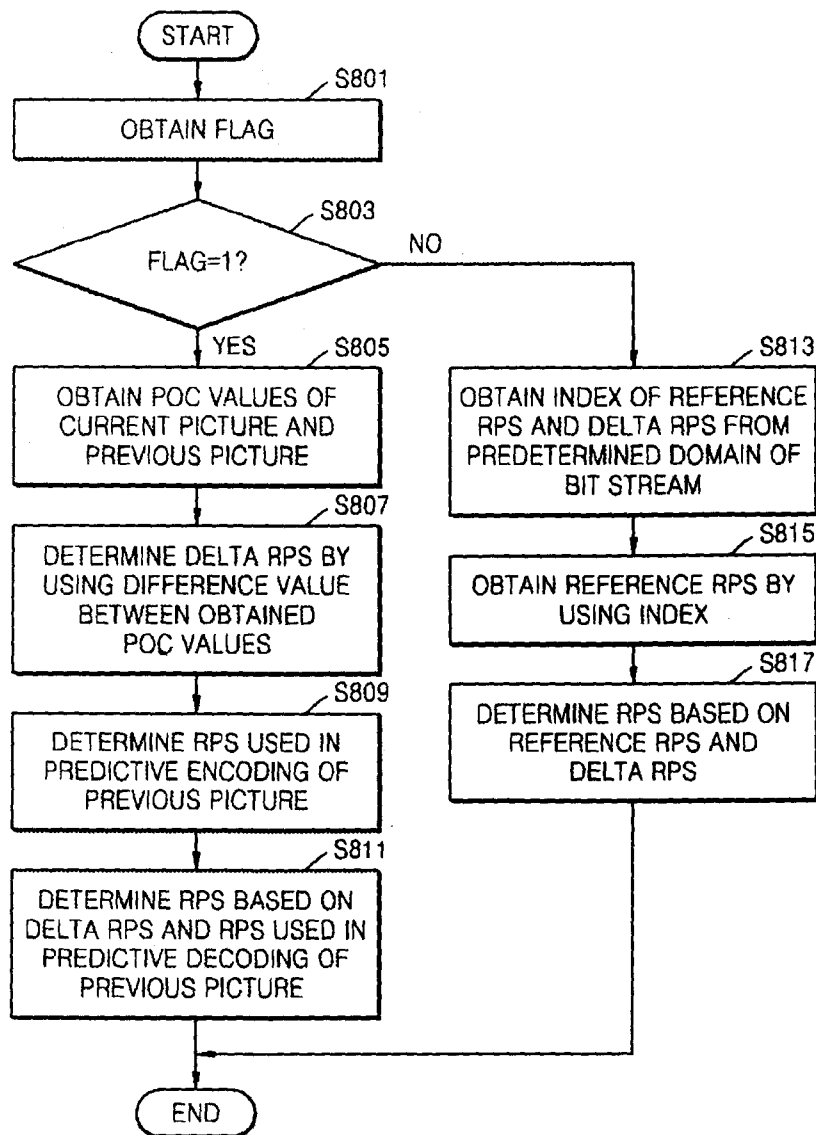 START
S801
OBTAIN FLAG
S803
FLAG=1?
NO
YES
S805
OBTAIN POC VALUES OF
CURRENT PICTURE AND
PREVIOUS PICTURE
S807
DETERMINE DELTA RPS BY
USING DIFFERENCE VALUE
BETWEEN OBTAINED
POC VALUES
S809
DETERMINE RPS USED IN
PREDICTIVE ENCODING OF
PREVIOUS PICTURE
S811
DETERMINE RPS BASED ON
DELTA RPS AND RPS USED IN
PREDICTIVE DECODING OF
PREVIOUS PICTURE
S813
OBTAIN INDEX OF REFERENCE
RPS AND DELTA RPS FROM
PREDETERMINED DOMAIN OF
BIT STREAM
S815
OBTAIN REFERENCE RPS BY
USING INDEX
S817
DETERMINE RPS BASED ON
REFERENCE RPS AND
DELTA RPS
END